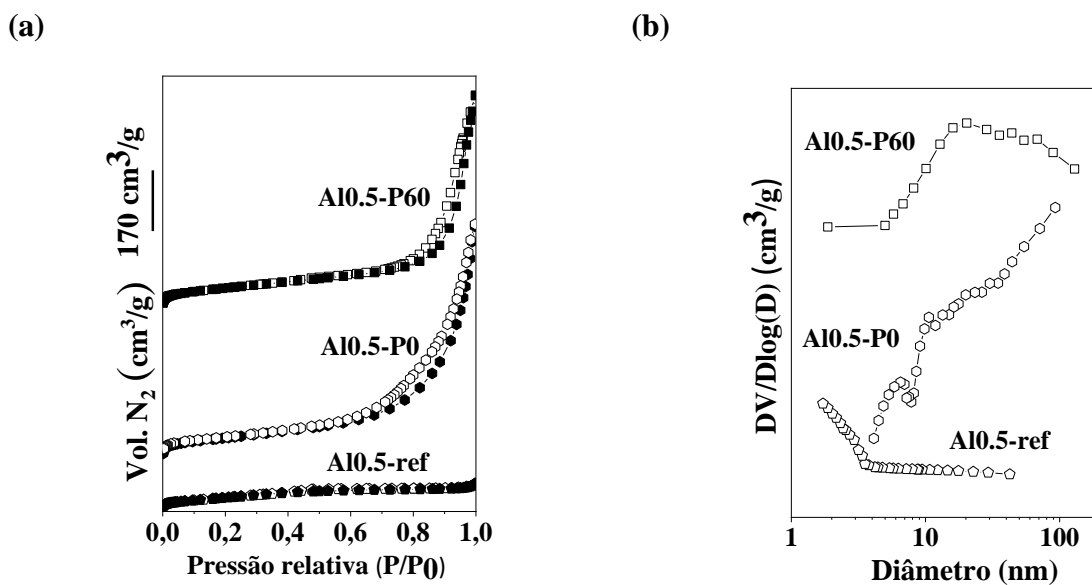 (a)
(b)
Vol. N2 (cm3/g) 170 cm3/g
Al0.5-P60
Al0.5-P0
Al0.5-ref
0,0 0,2 0,4 0,6 0,8 1,0
Pressão relativa (P/P0)
DV/Dlog(D) (cm3/g)
Al0.5-P60
Al0.5-P0
Al0.5-ref
1 10 100
Diâmetro (nm)